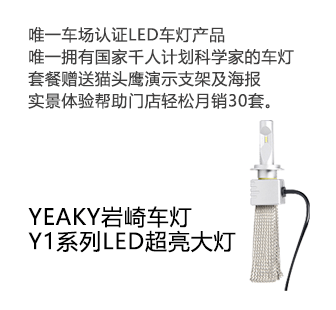 唯一车场认证LED车灯产品
唯一拥有国家千人计划科学家的车灯
套餐赠送猫头鹰演示支架及海报
实景体验帮助门店轻松月销30套。
YEAKY岩崎车灯
Y1系列LED超亮大灯